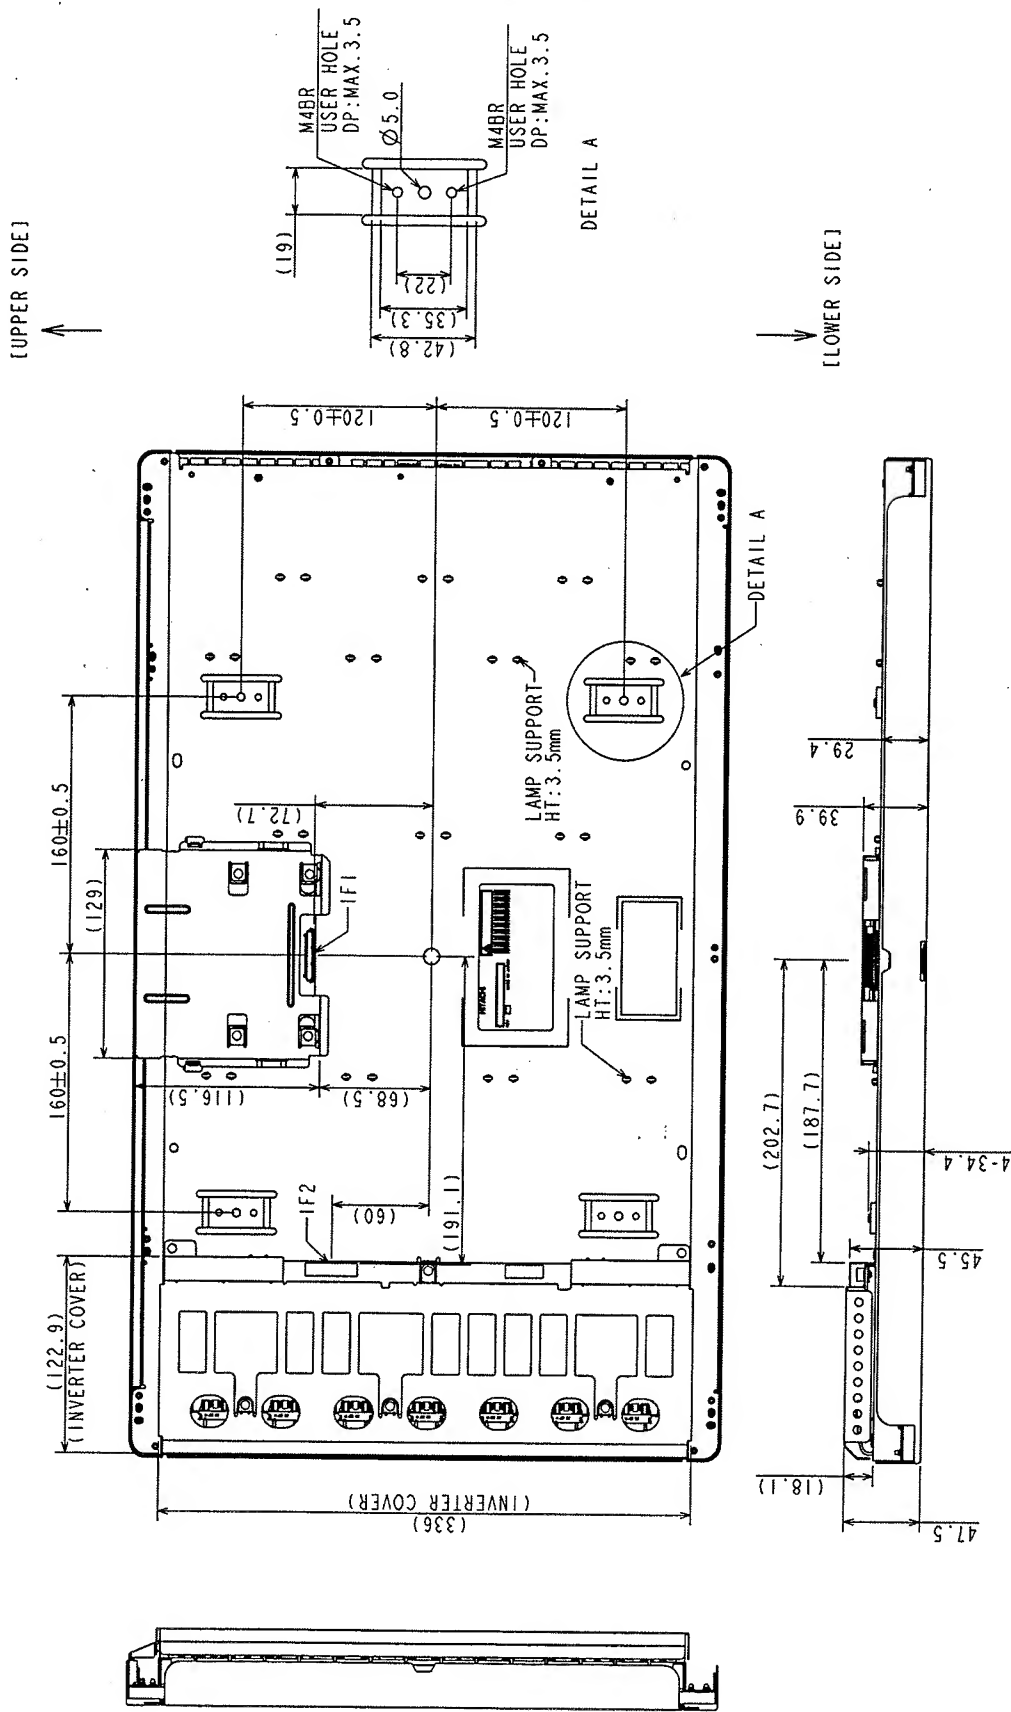 [UPPER SIDE]
M4BR
USER HOLE
DP:MAX.3.5
Ø5.0
M4BR
USER HOLE
DP:MAX.3.5
(19)
(22)
(35.3)
(42.8)
DETAIL A
[LOWER SIDE]
120±0.5
120±0.5
160±0.5
160±0.5
(129)
(72.7)
IF1
(116.5)
(68.5)
LAMP SUPPORT
HT:3.5mm
DETAIL A
HITACHI
LAMP SUPPORT
HT:3.5mm
IF2
(60)
(191.1)
(122.9)
(INVERTER COVER)
(336)
(INVERTER COVER)
29.4
39.9
(202.7)
(187.7)
4-34.4
45.5
(18.1)
47.5